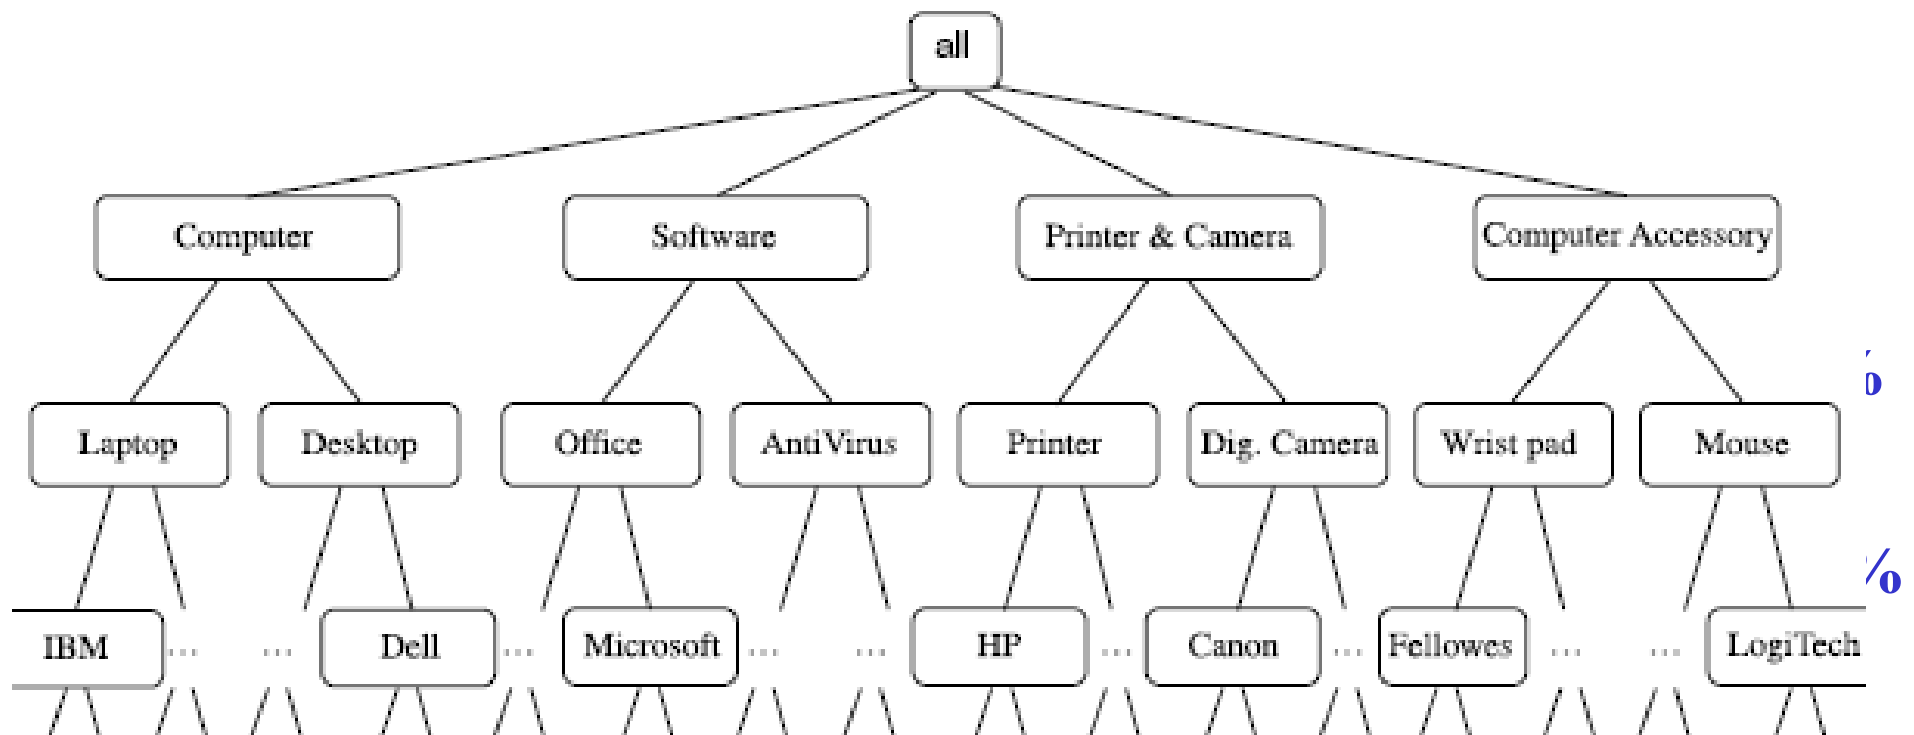 all
Computer
Software
Printer & Camera
Computer Accessory
%
Laptop
Desktop
Office
AntiVirus
Printer
Dig. Camera
Wrist pad
Mouse
%
IBM
...
...
Dell
...
Microsoft
...
...
HP
...
Canon
...
Fellowes
...
...
LogiTech